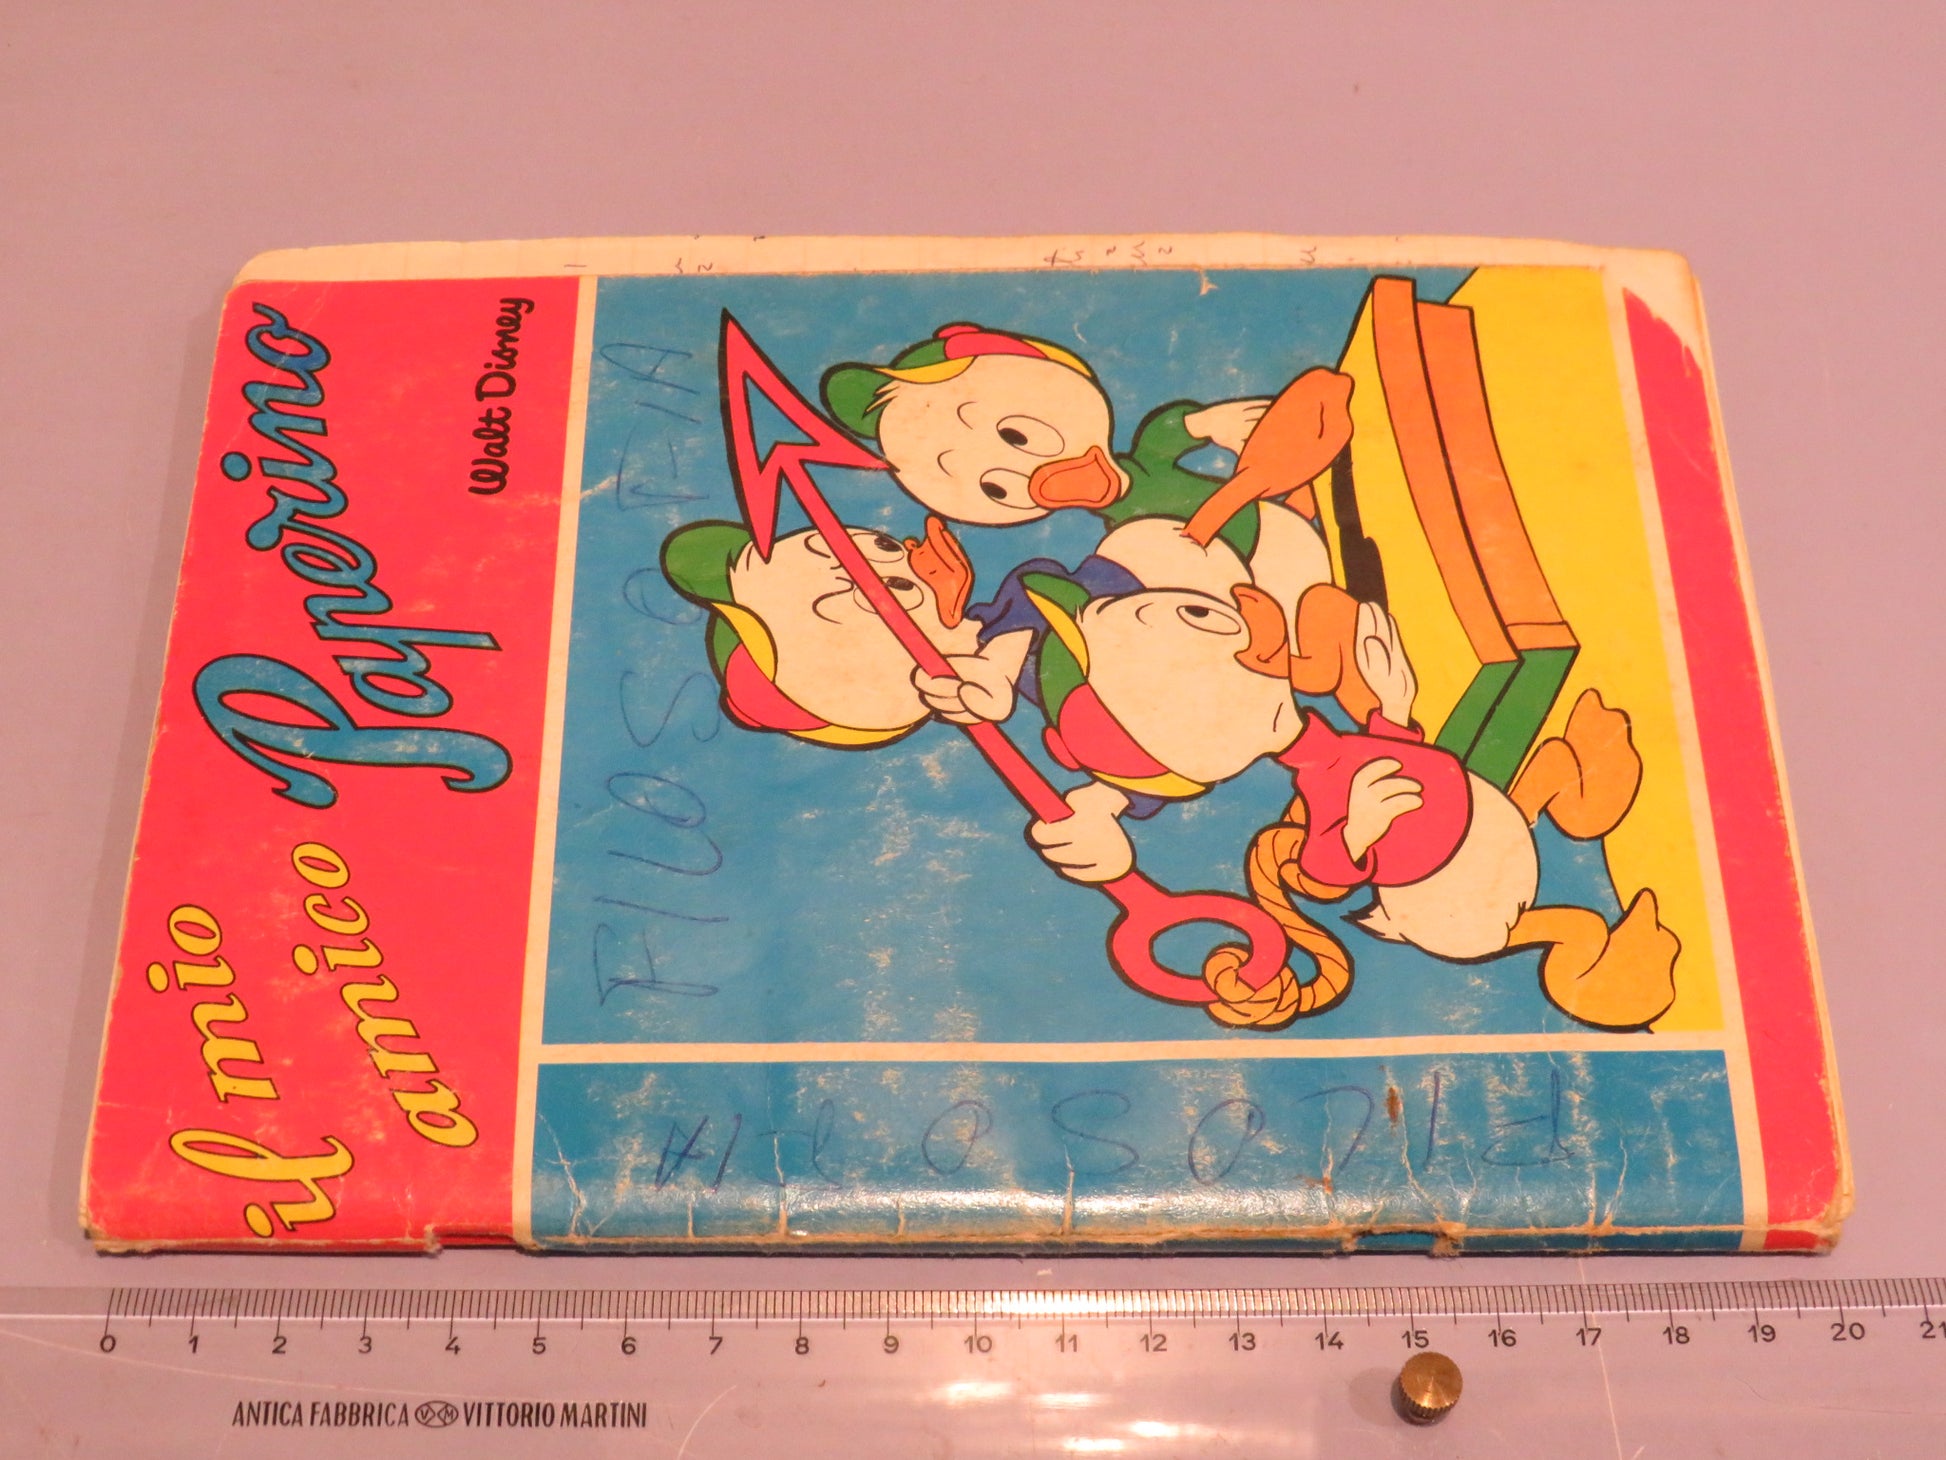 il mio
amico Paperino
Walt Disney
FILOSOFIA
FILOSOFIA
0 1 2 3 4 5 6 7 8 9 10 11 12 13 14 15 16 17 18 19 20 21
ANTICA FABBRICA VM VITTORIO MARTINI